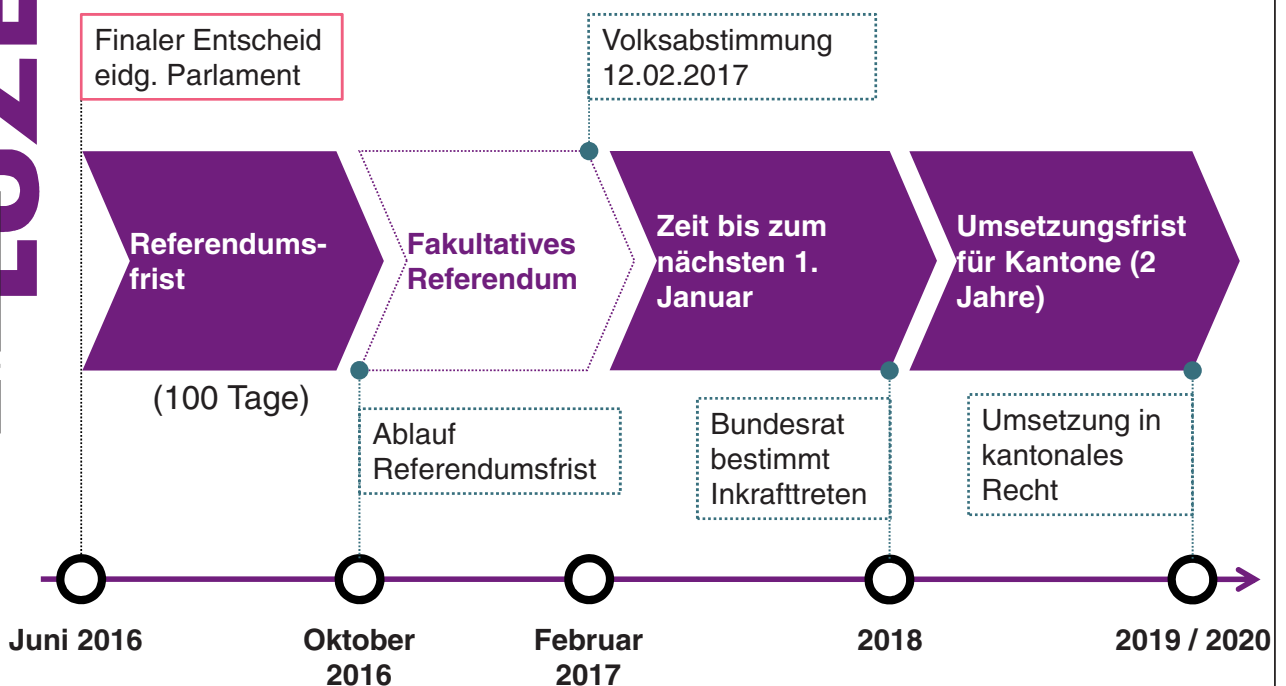 Finaler Entscheid
eidg. Parlament
Volksabstimmung
12.02.2017
Referendums-
frist
Fakultatives
Referendum
Zeit bis zum
nächsten 1.
Januar
Umsetzungsfrist
für Kantone (2
Jahre)
(100 Tage)
Ablauf
Referendumsfrist
Bundesrat
bestimmt
Inkrafttreten
Umsetzung in
kantonales
Recht
Juni 2016
Oktober
2016
Februar
2017
2018
2019 / 2020